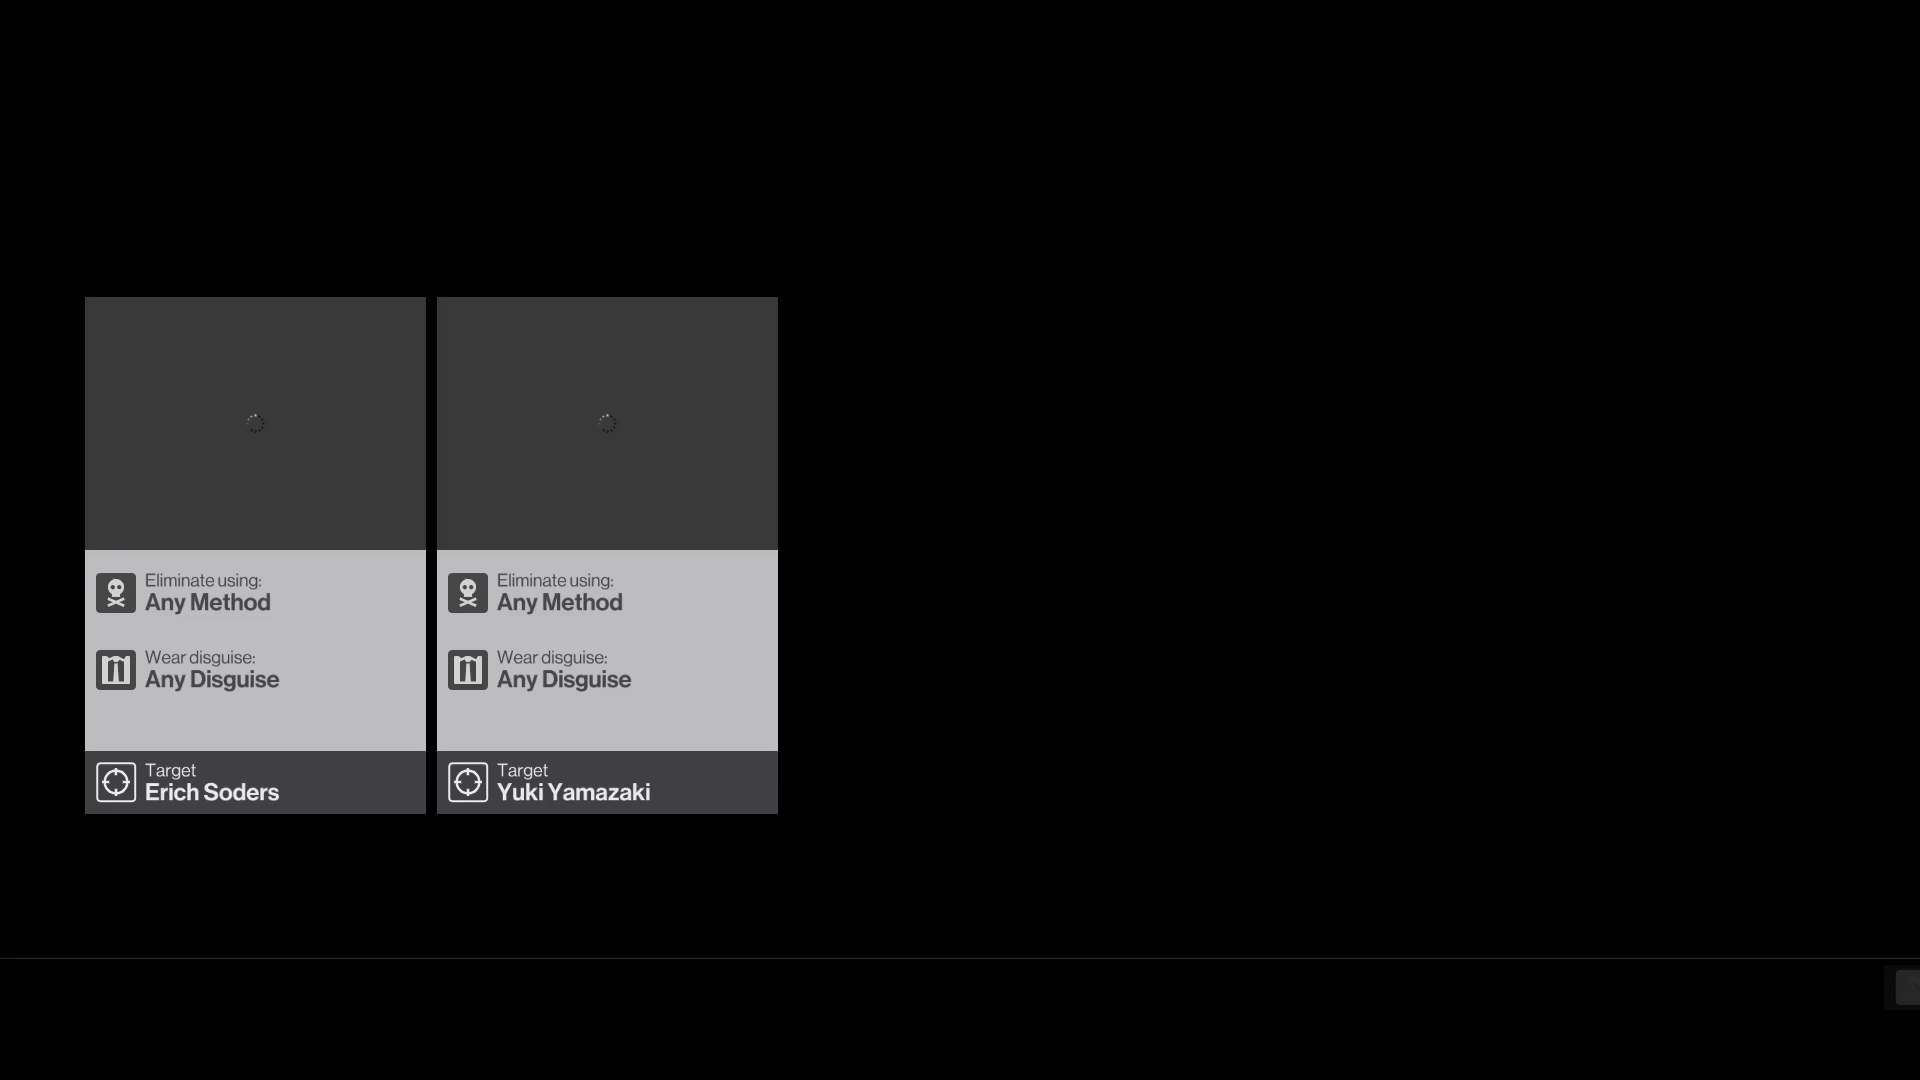 Eliminate using:
Any Method
Wear disguise:
Any Disguise
Target
Erich Soders
Eliminate using:
Any Method
Wear disguise:
Any Disguise
Target
Yuki Yamazaki